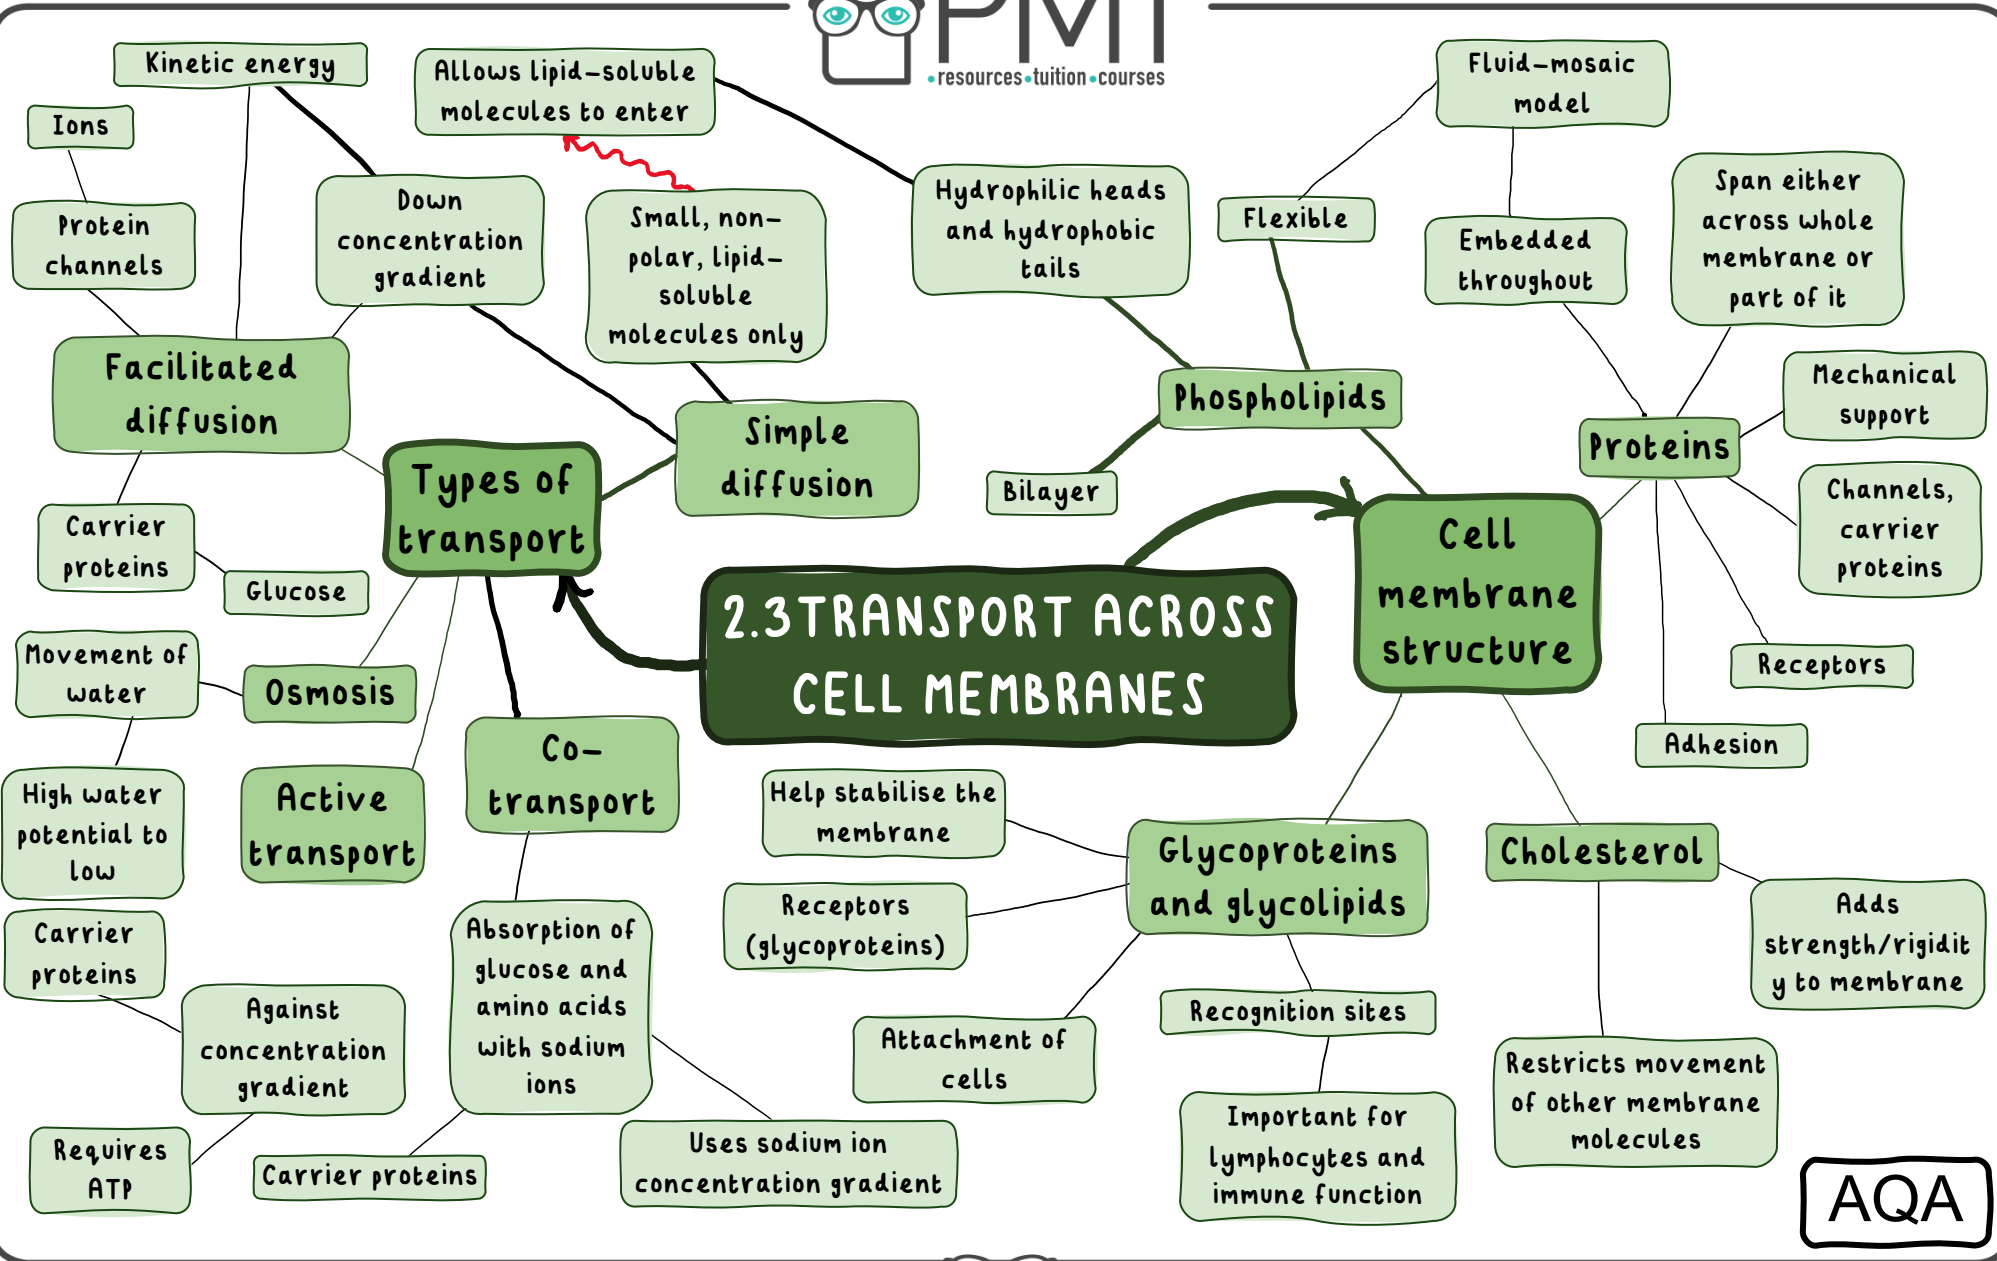 PMT
•resources•tuition•courses
Kinetic energy
Ions
Protein
channels
Down
concentration
gradient
Facilitated
diffusion
Carrier
proteins
Glucose
Allows lipid-soluble
molecules to enter
Small, non-
polar, lipid-
soluble
molecules only
Simple
diffusion
Types of
transport
Movement of
water
Osmosis
High water
potential to
low
Active
transport
Carrier
proteins
Against
concentration
gradient
Requires
ATP
Co-
transport
Absorption of
glucose and
amino acids
with sodium
ions
Carrier proteins
Uses sodium ion
concentration gradient
2.3TRANSPORT ACROSS
CELL MEMBRANES
Hydrophilic heads
and hydrophobic
tails
Flexible
Fluid-mosaic
model
Embedded
throughout
Span either
across whole
membrane or
part of it
Phospholipids
Bilayer
Proteins
Mechanical
support
Channels,
carrier
proteins
Receptors
Adhesion
Cell
membrane
structure
Help stabilise the
membrane
Receptors
(glycoproteins)
Glycoproteins
and glycolipids
Attachment of
cells
Recognition sites
Important for
lymphocytes and
immune function
Cholesterol
Adds
strength/rigidit
y to membrane
Restricts movement
of other membrane
molecules
AQA